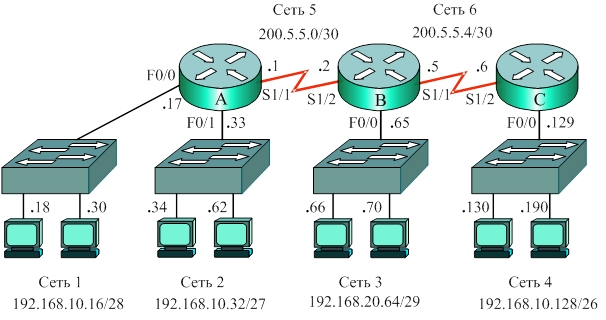 Сеть 5
Сеть 6
200.5.5.0/30
200.5.5.4/30
F0/0
.1
.2
.5
.6
.17
A
S1/1
S1/2
B
S1/1
S1/2
C
F0/1
.33
F0/0
.65
F0/0
.129
.18
.30
.34
.62
.66
.70
.130
.190
Сеть 1
Сеть 2
Сеть 3
Сеть 4
192.168.10.16/28
192.168.10.32/27
192.168.20.64/29
192.168.10.128/26